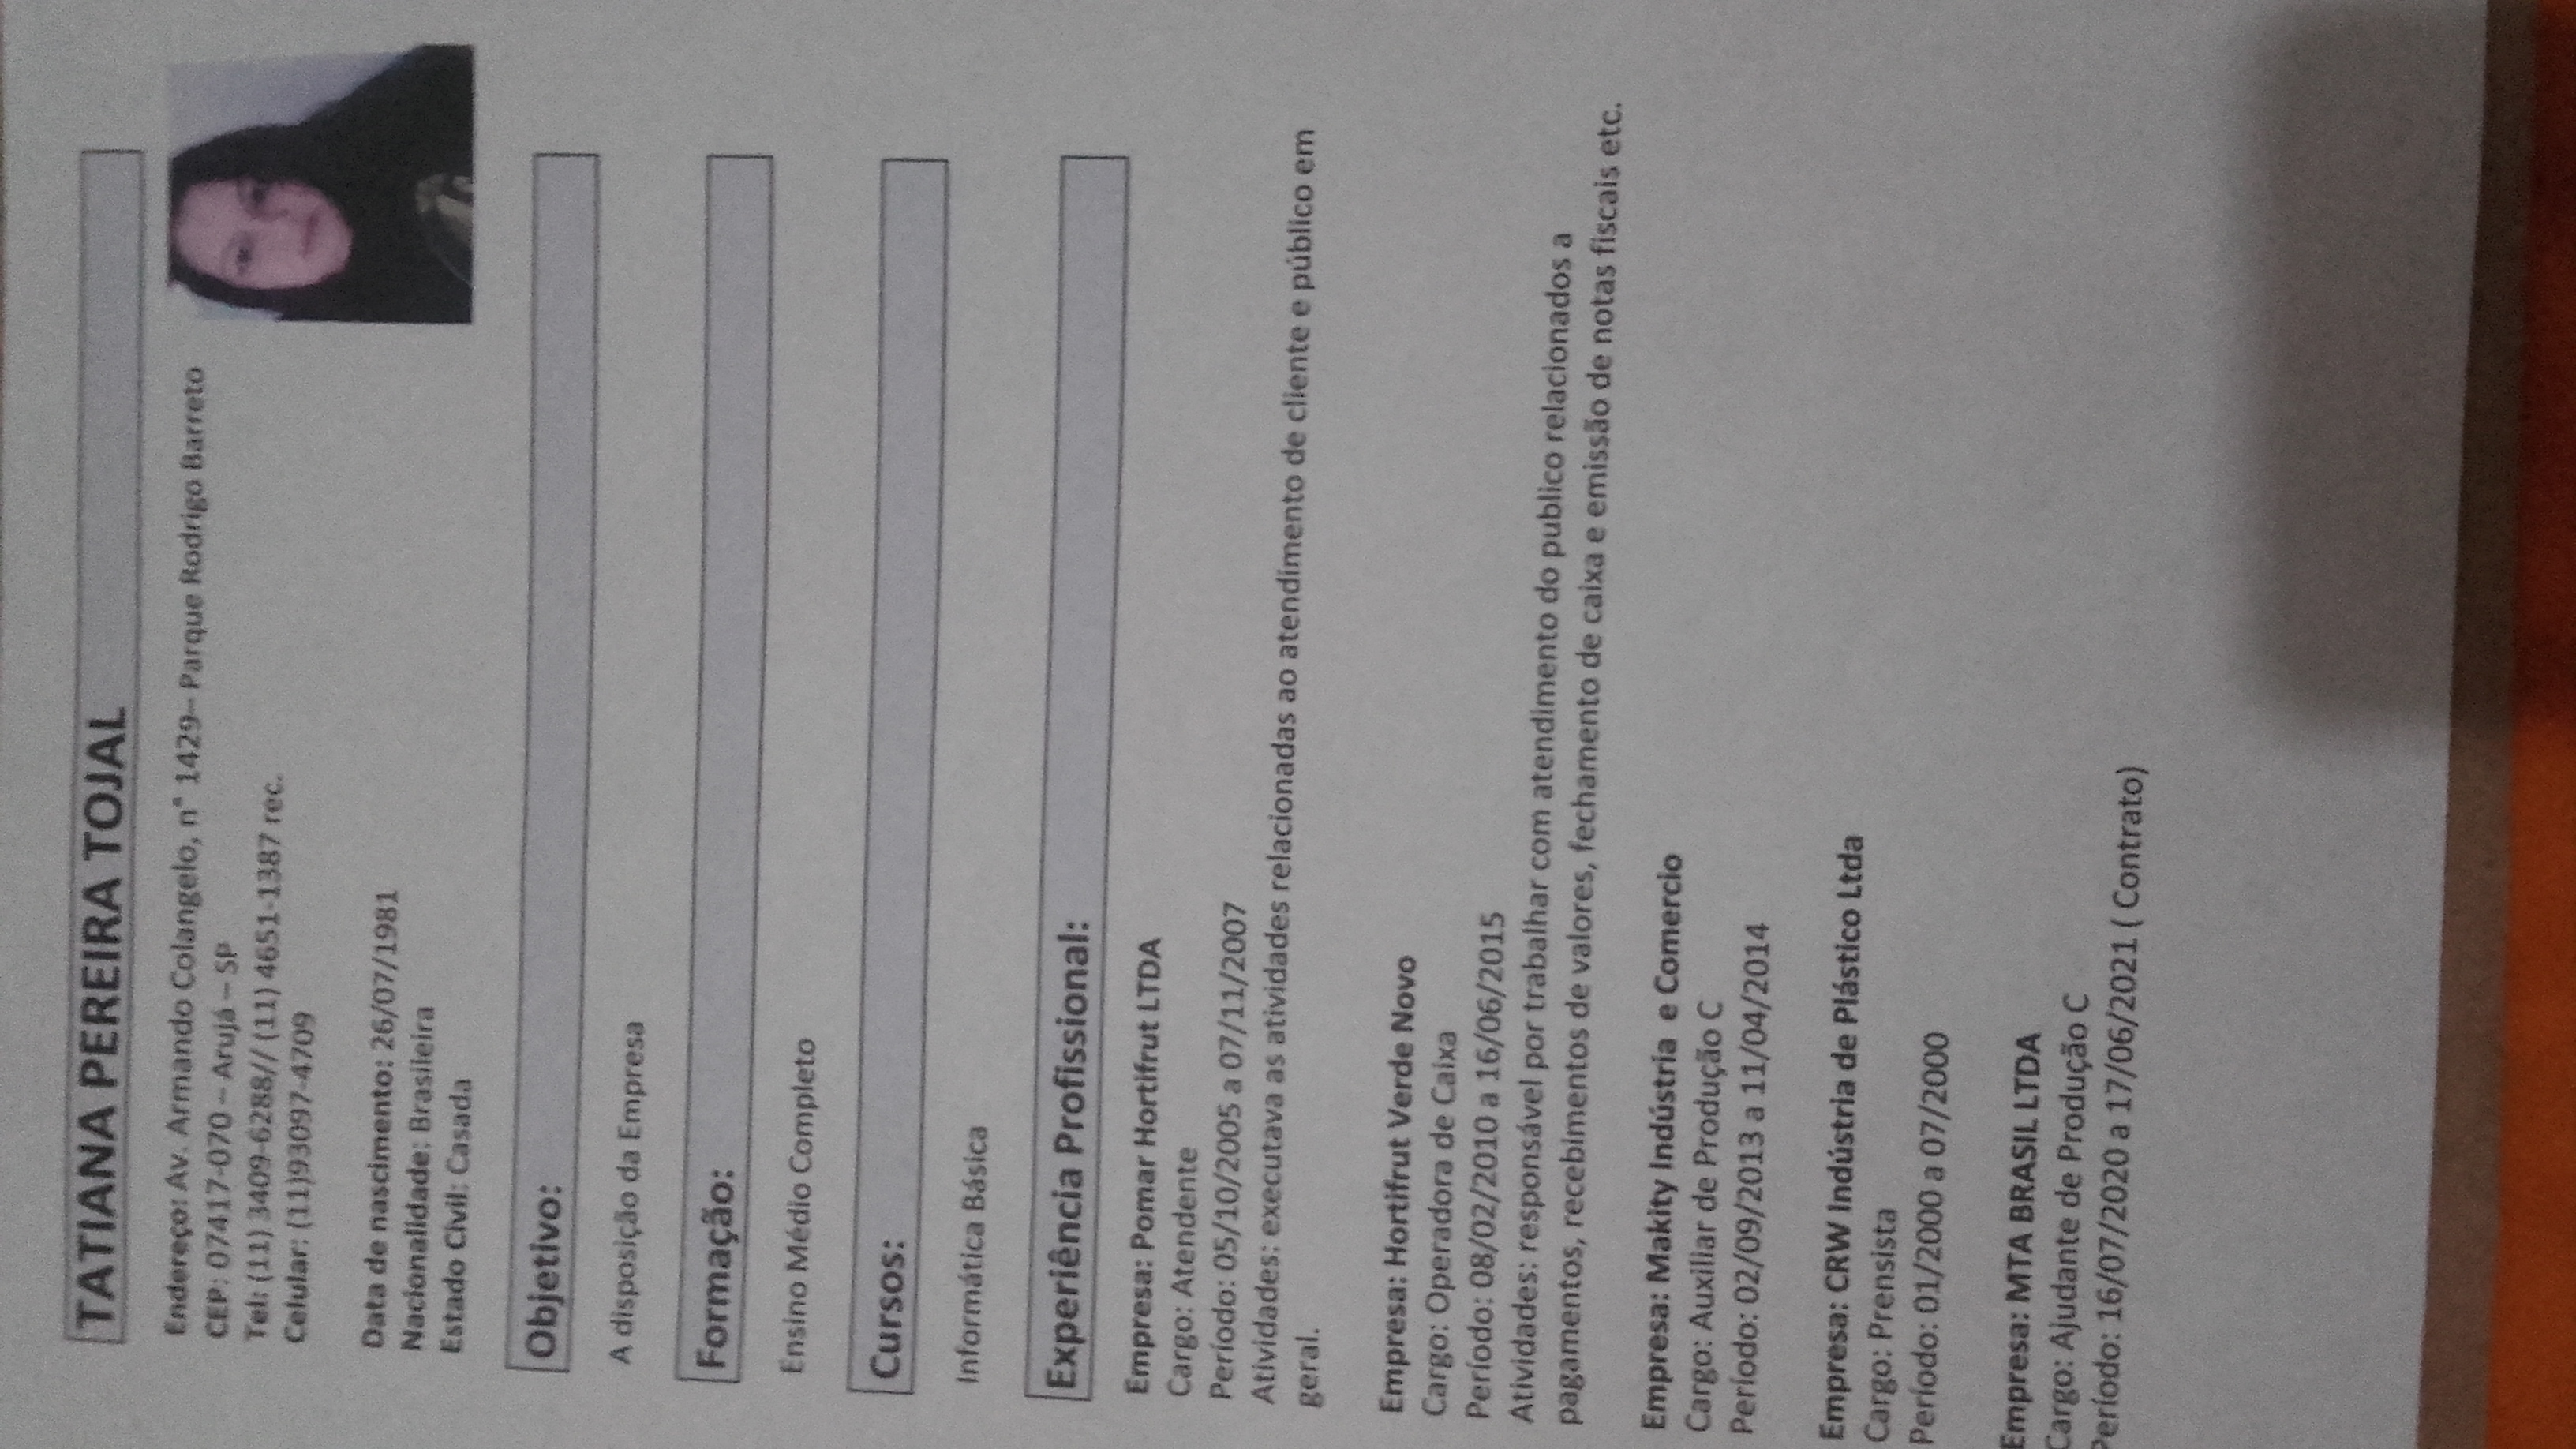 TATIANA PEREIRA TOJAL
Endereço: Av. Armando Colangelo, n° 1429– Parque Rodrigo Barreto
CEP: 07417-070 – Arujá – SP
Tel: (11) 3409-6288// (11) 4651-1387 rec.
Celular: (11)93097-4709
Data de nascimento: 26/07/1981
Nacionalidade: Brasileira
Estado Civil: Casada
Objetivo:
A disposição da Empresa
Formação:
Ensino Médio Completo
Cursos:
Informática Básica
Experiência Profissional:
Empresa: Pomar Hortifrut LTDA
Cargo: Atendente
Período: 05/10/2005 a 07/11/2007
Atividades: executava as atividades relacionadas ao atendimento de cliente e público em
geral.
Empresa: Hortifrut Verde Novo
Cargo: Operadora de Caixa
Período: 08/02/2010 a 16/06/2015
Atividades: responsável por trabalhar com atendimento do publico relacionados a
pagamentos, recebimentos de valores, fechamento de caixa e emissão de notas fiscais etc.
Empresa: Makity Indústria  e Comercio
Cargo: Auxiliar de Produção C
Período: 02/09/2013 a 11/04/2014
Empresa: CRW Indústria de Plástico Ltda
Cargo: Prensista
Período: 01/2000 a 07/2000
Empresa: MTA BRASIL LTDA
Cargo: Ajudante de Produção C
Período: 16/07/2020 a 17/06/2021 ( Contrato)